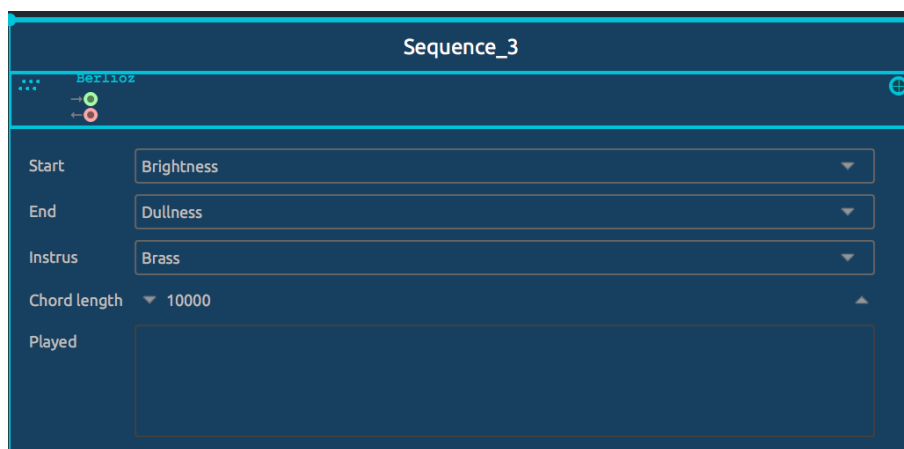 Sequence_3
Berlioz
Start Brightness
End Dullness
Instrus Brass
Chord length 10000
Played